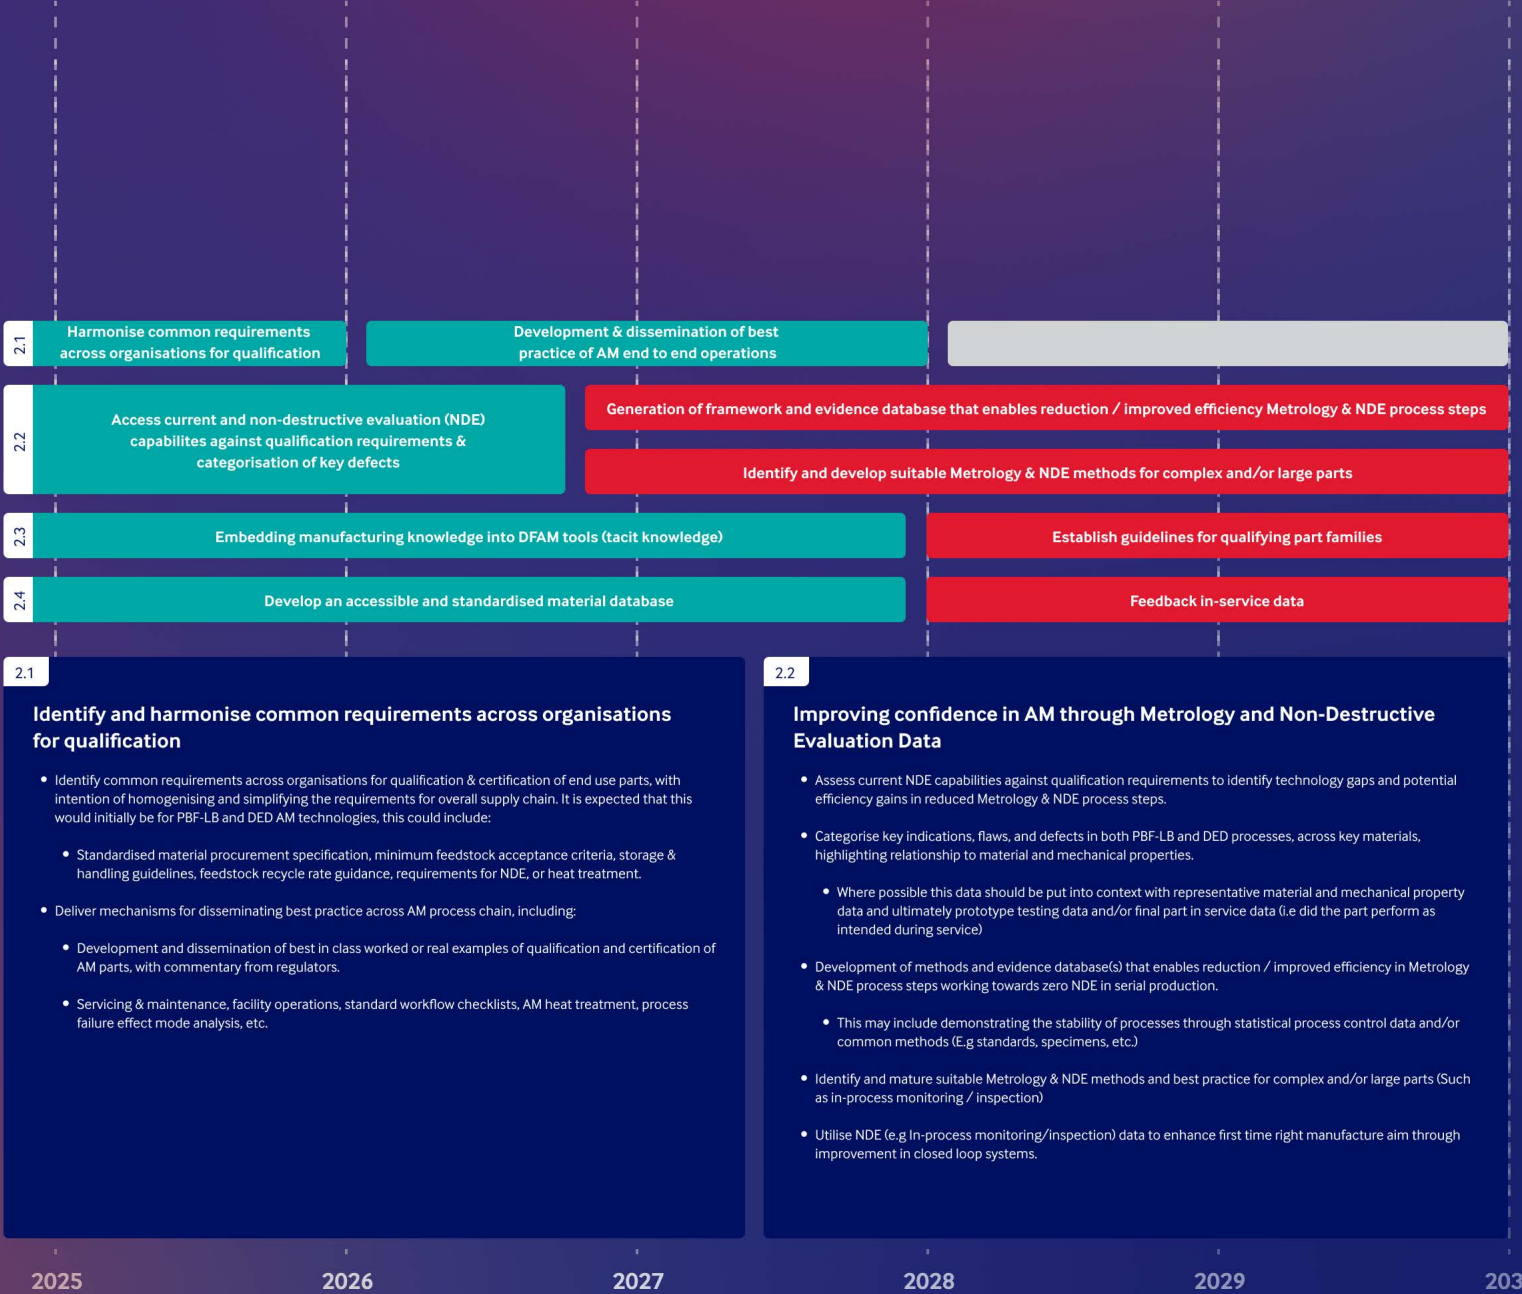 2.1
Harmonise common requirements
across organisations for qualification
Development & dissemination of best
practice of AM end to end operations
2.2
Access current and non-destructive evaluation (NDE)
capabilites against qualification requirements &
categorisation of key defects
Generation of framework and evidence database that enables reduction / improved efficiency Metrology & NDE process steps
Identify and develop suitable Metrology & NDE methods for complex and/or large parts
2.3
Embedding manufacturing knowledge into DFAM tools (tacit knowledge)
Establish guidelines for qualifying part families
2.4
Develop an accessible and standardised material database
Feedback in-service data
2.1
Identify and harmonise common requirements across organisations
for qualification
• Identify common requirements across organisations for qualification & certification of end use parts, with
intention of homogenising and simplifying the requirements for overall supply chain. It is expected that this
would initially be for PBF-LB and DED AM technologies, this could include:
• Standardised material procurement specification, minimum feedstock acceptance criteria, storage &
handling guidelines, feedstock recycle rate guidance, requirements for NDE, or heat treatment.
• Deliver mechanisms for disseminating best practice across AM process chain, including:
• Development and dissemination of best in class worked or real examples of qualification and certification of
AM parts, with commentary from regulators.
• Servicing & maintenance, facility operations, standard workflow checklists, AM heat treatment, process
failure effect mode analysis, etc.
2.2
Improving confidence in AM through Metrology and Non-Destructive
Evaluation Data
• Assess current NDE capabilities against qualification requirements to identify technology gaps and potential
efficiency gains in reduced Metrology & NDE process steps.
• Categorise key indications, flaws, and defects in both PBF-LB and DED processes, across key materials,
highlighting relationship to material and mechanical properties.
• Where possible this data should be put into context with representative material and mechanical property
data and ultimately prototype testing data and/or final part in service data (i.e did the part perform as
intended during service)
• Development of methods and evidence database(s) that enables reduction / improved efficiency in Metrology
& NDE process steps working towards zero NDE in serial production.
• This may include demonstrating the stability of processes through statistical process control data and/or
common methods (E.g standards, specimens, etc.)
• Identify and mature suitable Metrology & NDE methods and best practice for complex and/or large parts (Such
as in-process monitoring / inspection)
• Utilise NDE (e.g In-process monitoring/inspection) data to enhance first time right manufacture aim through
improvement in closed loop systems.
2025
2026
2027
2028
2029
203